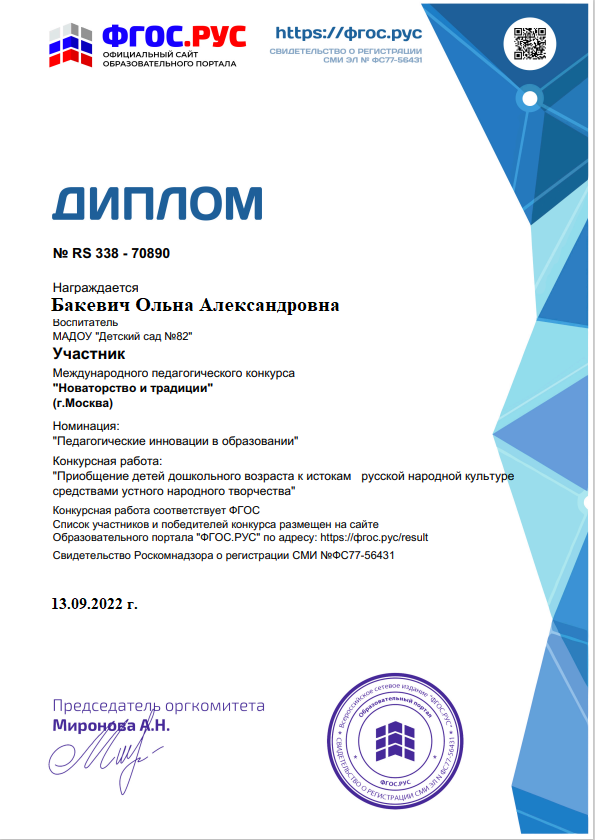 ФГОС.РУС
ОФИЦИАЛЬНЫЙ САЙТ
ОБРАЗОВАТЕЛЬНОГО ПОРТАЛА
https://фгос.рус
СВИДЕТЕЛЬСТВО О РЕГИСТРАЦИИ
СМИ ЭЛ № ФС77-56431
ДИПЛОМ
№ RS 338 - 70890
Награждается
Бакевич Ольна Александровна
Воспитатель
МАДОУ "Детский сад №82"
Участник
Международного педагогического конкурса
"Новаторство и традиции"
(г.Москва)
Номинация:
"Педагогические инновации в образовании"
Конкурсная работа:
"Приобщение детей дошкольного возраста к истокам русской народной культуре
средствами устного народного творчества"
Конкурсная работа соответствует ФГОС
Список участников и победителей конкурса размещен на сайте
Образовательного портала "ФГОС.РУС" по адресу: https://фгос.рус/result
Свидетельство Роскомнадзора о регистрации СМИ №ФС77-56431
13.09.2022 г.
Председатель оргкомитета
Миронова А.Н.
Всероссийское сетевое издание "ФГОС.РУС"
СВИДЕТЕЛЬСТВО О РЕГИСТРАЦИИ СМИ ЭЛ № ФС77-56431
Образовательный портал
ФГОС.РУС